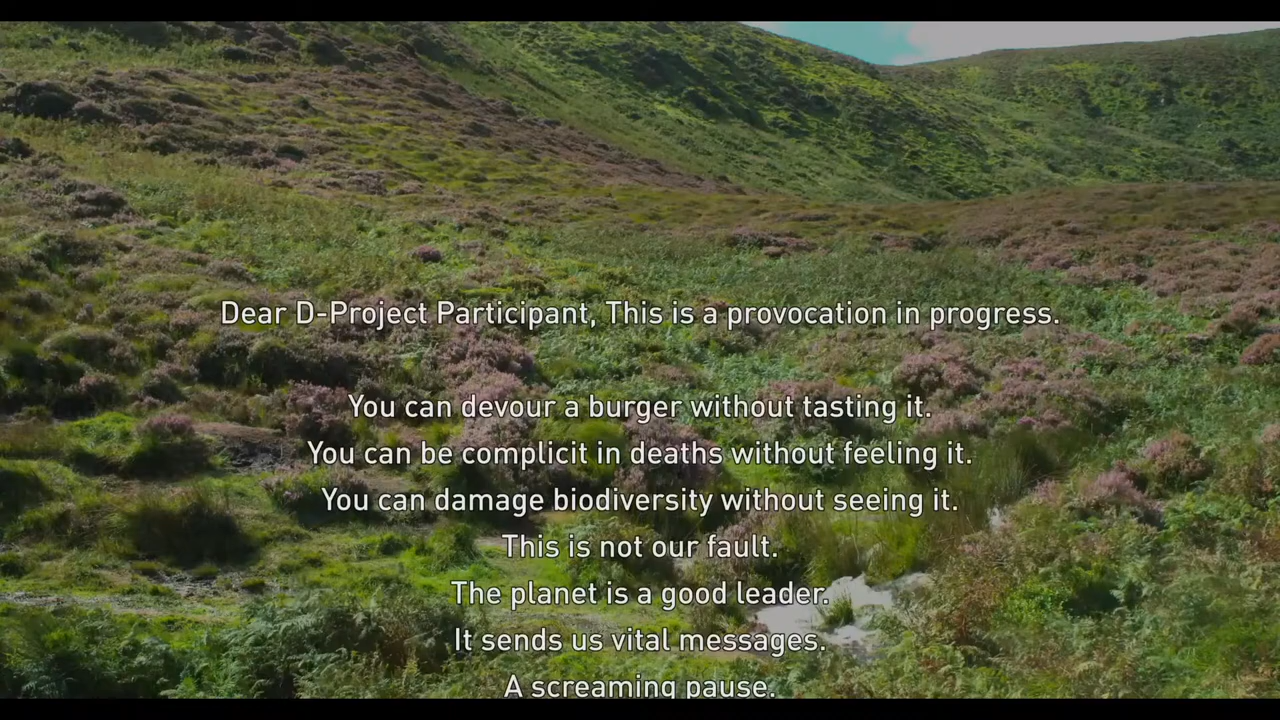 Dear D-Project Participant, This is a provocation in progress.
You can devour a burger without tasting it.
You can be complicit in deaths without feeling it.
You can damage biodiversity without seeing it.
This is not our fault.
The planet is a good leader.
It sends us vital messages.
A screaming pause.